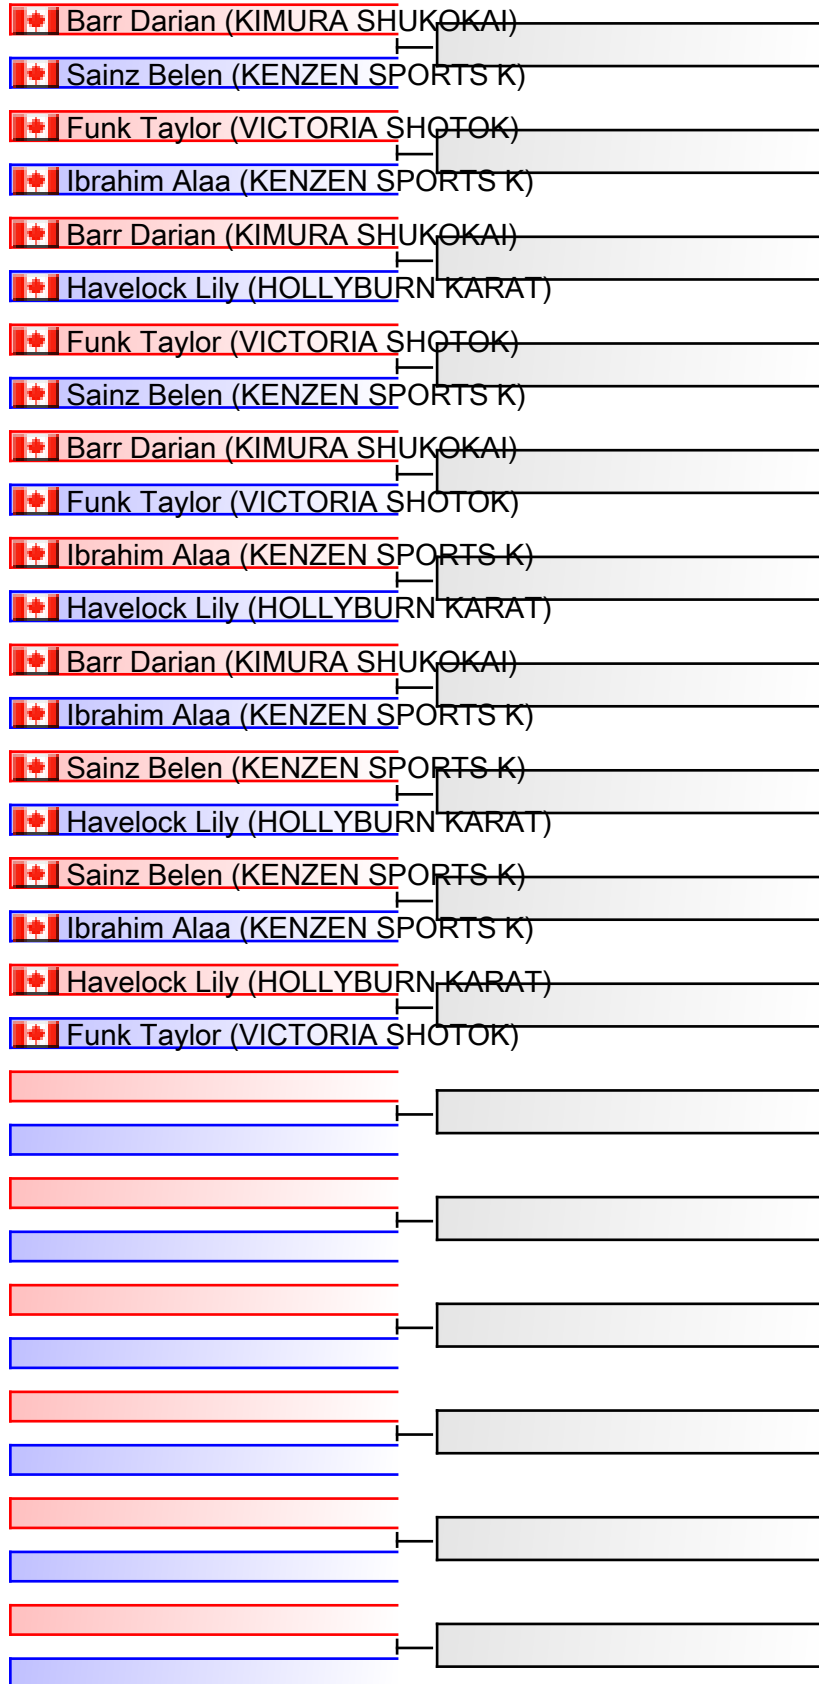 Barr Darian (KIMURA SHUKOKAI)
Sainz Belen (KENZEN SPORTS K)
Funk Taylor (VICTORIA SHOTOK)
Ibrahim Alaa (KENZEN SPORTS K)
Barr Darian (KIMURA SHUKOKAI)
Havelock Lily (HOLLYBURN KARAT)
Funk Taylor (VICTORIA SHOTOK)
Sainz Belen (KENZEN SPORTS K)
Barr Darian (KIMURA SHUKOKAI)
Funk Taylor (VICTORIA SHOTOK)
Ibrahim Alaa (KENZEN SPORTS K)
Havelock Lily (HOLLYBURN KARAT)
Barr Darian (KIMURA SHUKOKAI)
Ibrahim Alaa (KENZEN SPORTS K)
Sainz Belen (KENZEN SPORTS K)
Havelock Lily (HOLLYBURN KARAT)
Sainz Belen (KENZEN SPORTS K)
Ibrahim Alaa (KENZEN SPORTS K)
Havelock Lily (HOLLYBURN KARAT)
Funk Taylor (VICTORIA SHOTOK)